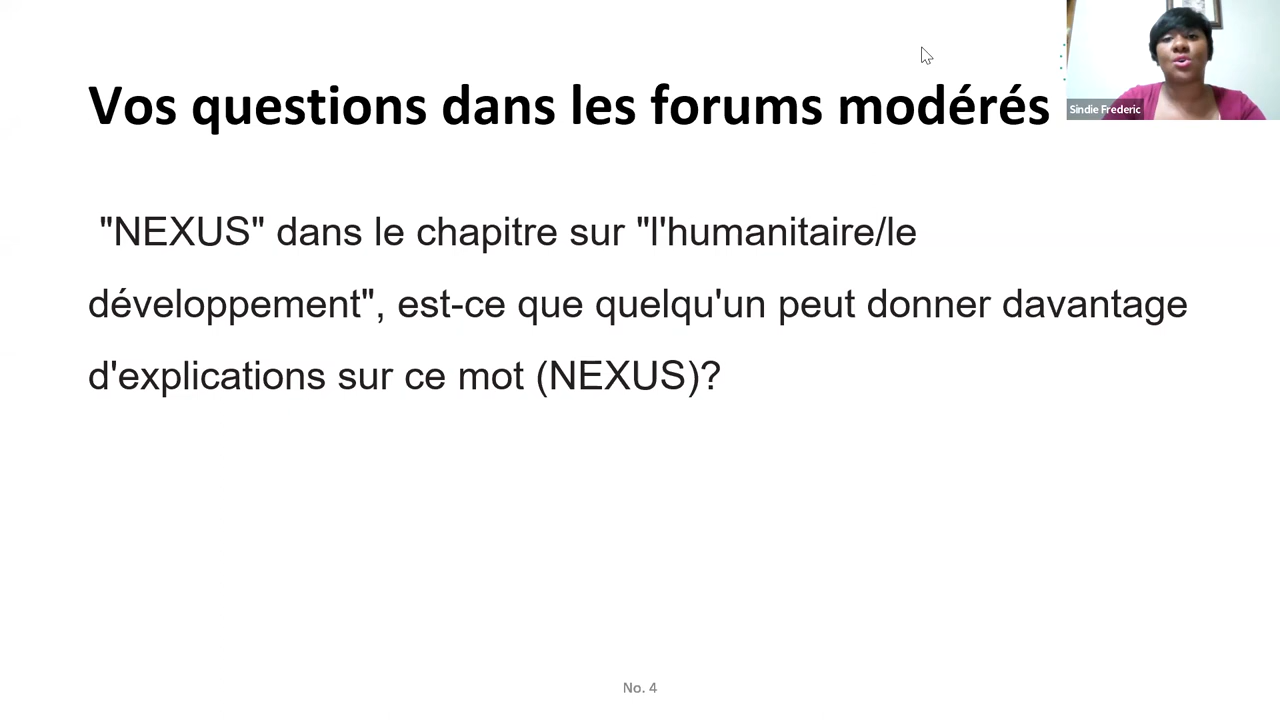 Vos questions dans les forums modérés
Sindie Frederic
"NEXUS" dans le chapitre sur "l'humanitaire/le
développement", est-ce que quelqu'un peut donner davantage
d'explications sur ce mot (NEXUS)?
No. 4